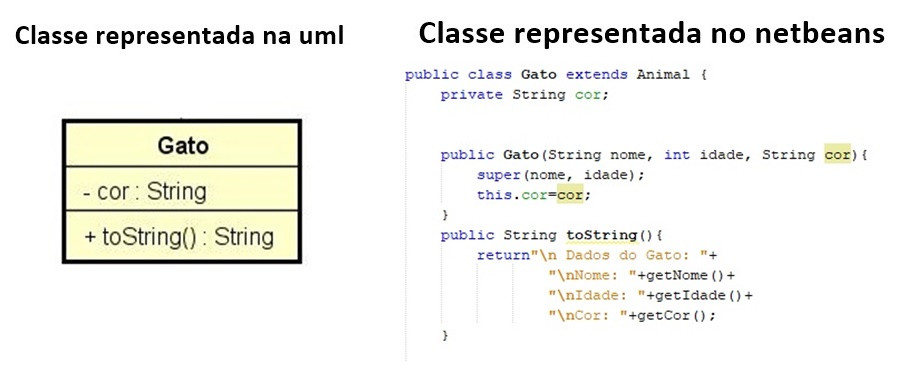 Classe representada na uml
Gato
- cor : String
+ toString() : String
Classe representada no netbeans
public class Gato extends Animal {
private String cor;
public Gato(String nome, int idade, String cor){
super(nome, idade);
this.cor=cor;
}
public String toString(){
return"\n Dados do Gato: "+
"\nNome: "+getNome()+
"\nIdade: "+getIdade()+
"\nCor: "+getCor();
}